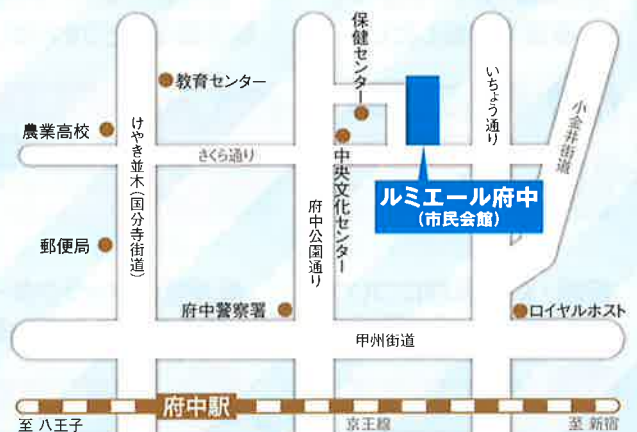 保健センター
教育センター
いちょう通り
小金井街道
農業高校
けやき並木(国分寺街道)
さくら通り
中央文化センター
ルミエール府中
(市民会館)
府中公園通り
郵便局
府中警察署
ロイヤルホスト
甲州街道
府中駅
至 八王子
京王線
至 新宿